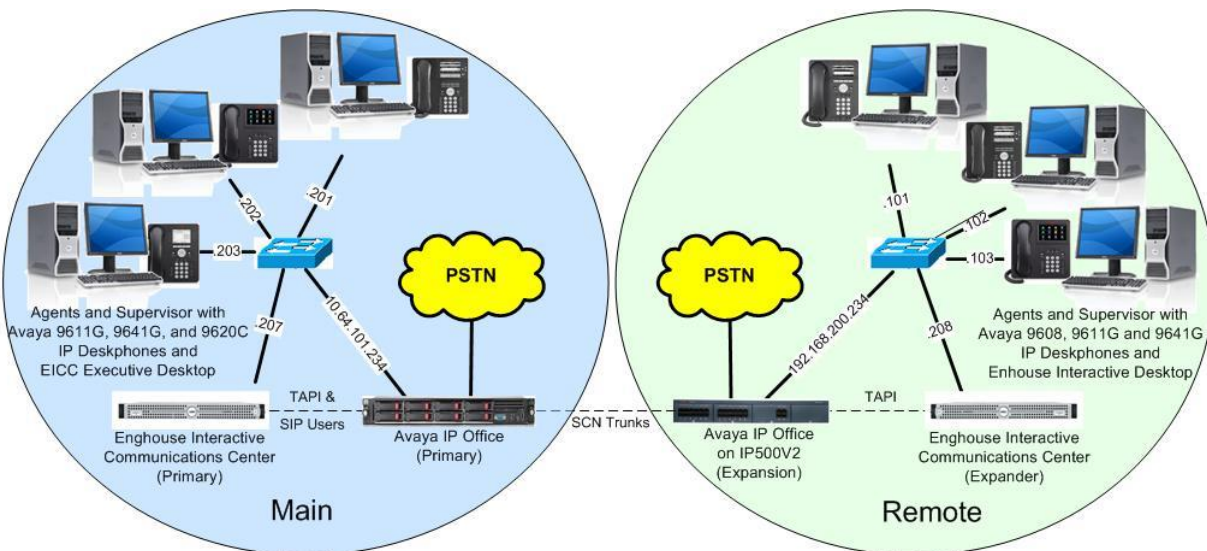 .201
.202
.203
.207
10.64.101.234
PSTN
Agents and Supervisor with
Avaya 9611G, 9641G, and 9620C
IP Deskphones and
EICC Executive Desktop
TAPI &
SIP Users
Enghouse Interactive
Communications Center
(Primary)
Avaya IP Office
(Primary)
Main
SCN Trunks
.101
.102
.103
PSTN
192.168.200.234
.208
Agents and Supervisor with
Avaya 9608, 9611G and 9641G
IP Deskphones and
Enhouse Interactive Desktop
TAPI
Avaya IP Office
on IP500V2
(Expansion)
Enghouse Interactive
Communications Center
(Expander)
Remote